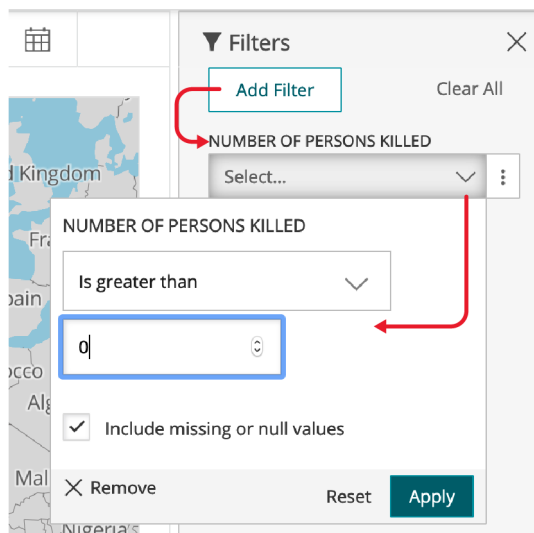 Filters
Add Filter
Clear All
NUMBER OF PERSONS KILLED
Select...
Kingdom
NUMBER OF PERSONS KILLED
Fra
Is greater than
pain
0
occo
Alg
Include missing or null values
Mal
Remove
Reset
Apply
Nigeria's